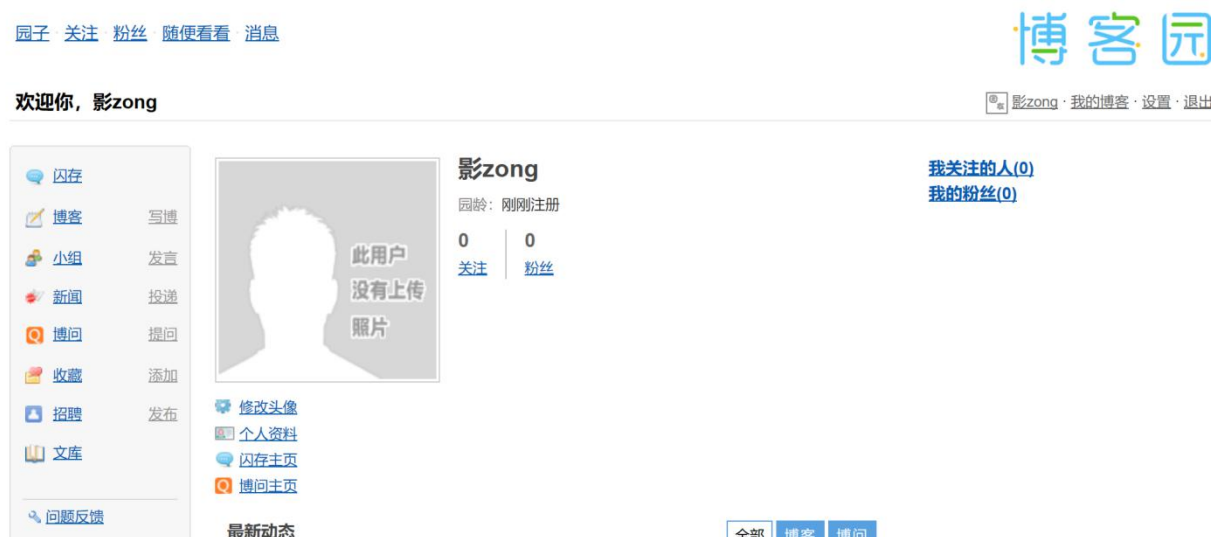 园子 · 关注 · 粉丝 · 随便看看 · 消息
博客园
欢迎你，影zong
影zong · 我的博客 · 设置 · 退出
闪存
博客 写博
小组 发言
新闻 投递
博问 提问
收藏 添加
招聘 发布
文库
问题反馈
此用户
没有上传
照片
影zong
园龄：刚刚注册
0 0
关注 粉丝
我关注的人(0)
我的粉丝(0)
修改头像
个人资料
闪存主页
博问主页
最新动态
全部 博客 博问